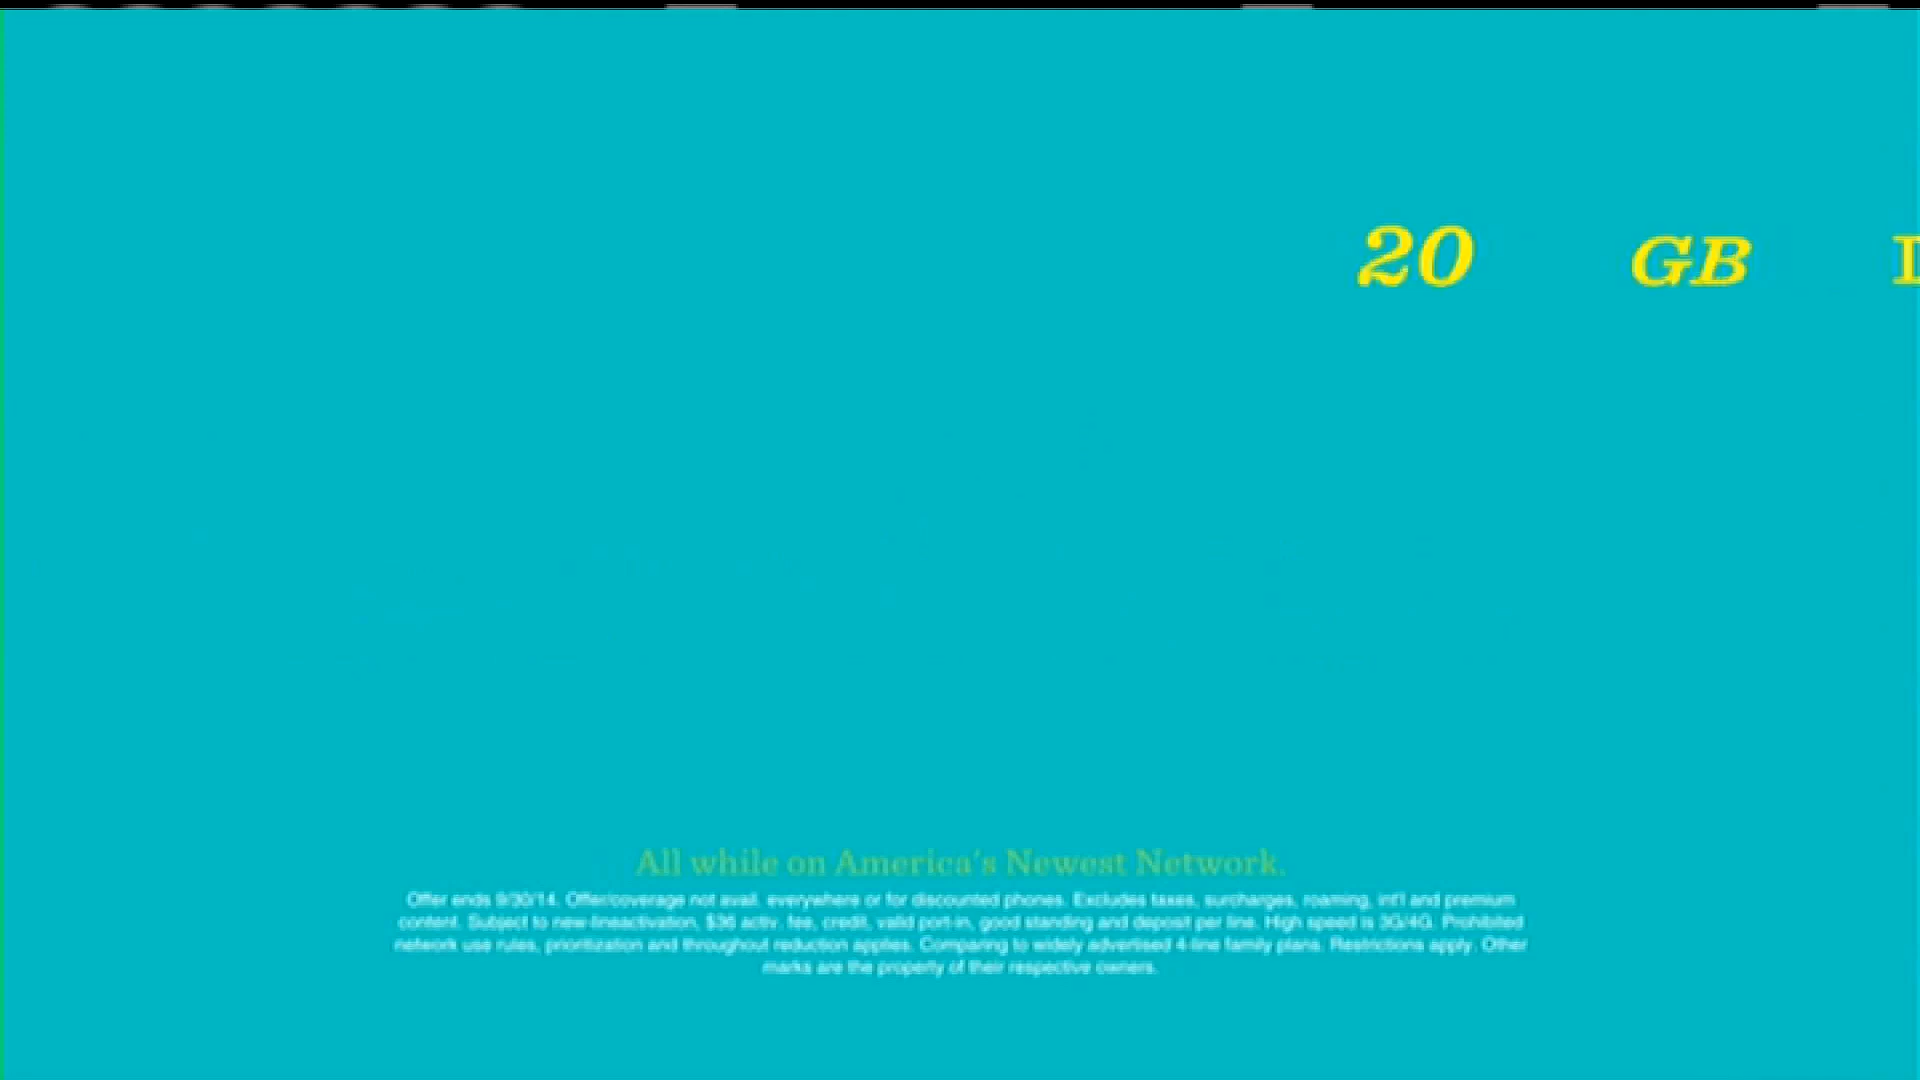 20 GB
All while on America's Newest Network.
Offer ends 9/30/14. Offer/coverage not avail. everywhere or for discounted phones. Excludes taxes, surcharges, roaming, int'l and premium
content. Subject to new-lineactivation, $36 activ. fee, credit, valid port-in, good standing and deposit per line. High speed is 3G/4G. Prohibited
network use rules, prioritization and throughout reduction applies. Comparing to widely advertised 4-line family plans. Restrictions apply. Other
marks are the property of their respective owners.